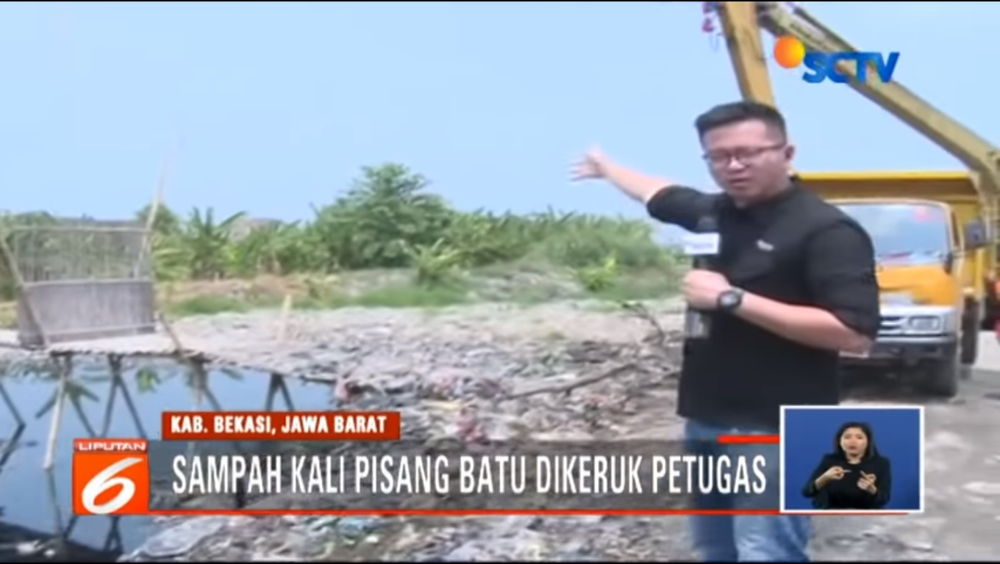 SCTV
KAB. BEKASI, JAWA BARAT
LIPUTAN
6
SAMPAH KALI PISANG BATU DIKERUK PETUGAS